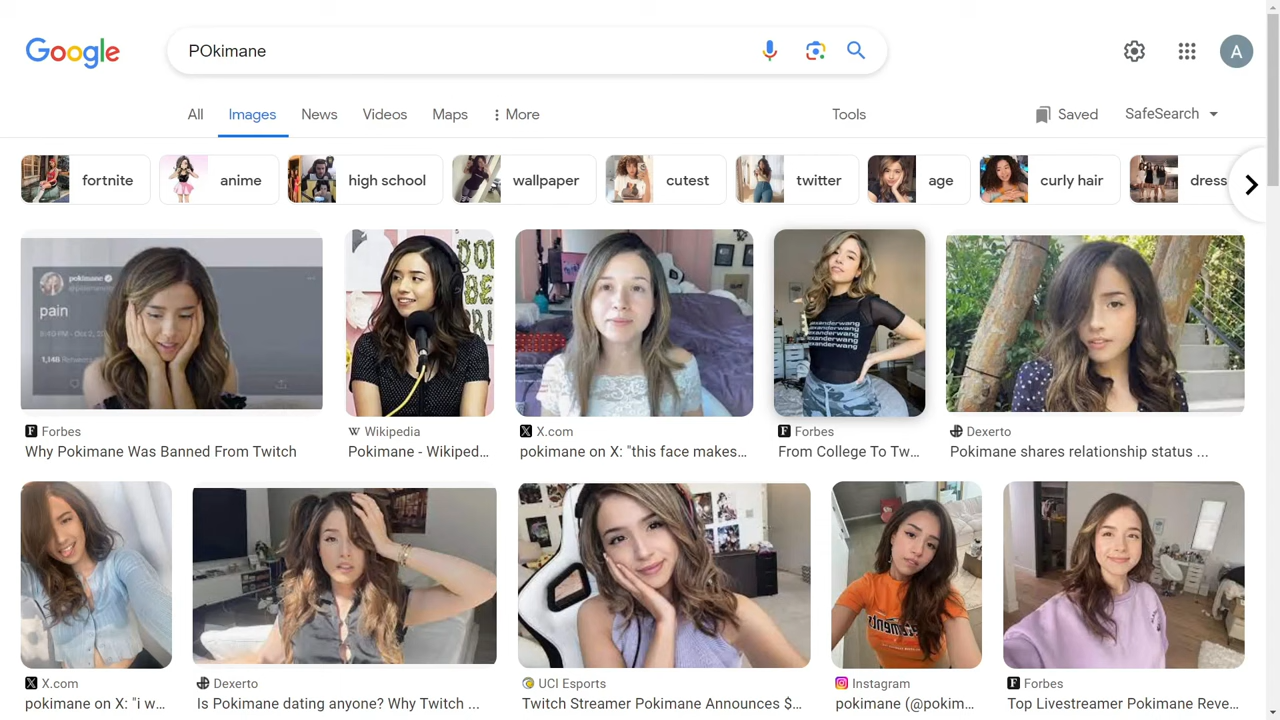 Google
POkimane
A
All
Images
News
Videos
Maps
More
Tools
Saved
SafeSearch
fortnite
anime
high school
wallpaper
cutest
twitter
age
curly hair
dress
pokimane
pain
Forbes
Why Pokimane Was Banned From Twitch
Wikipedia
Pokimane - Wikiped...
X.com
pokimane on X: "this face makes...
Forbes
From College To Tw...
Dexerto
Pokimane shares relationship status ...
X.com
pokimane on X: "i w...
Dexerto
Is Pokimane dating anyone? Why Twitch ...
UCI Esports
Twitch Streamer Pokimane Announces $...
Instagram
pokimane (@pokim...
Forbes
Top Livestreamer Pokimane Reve...